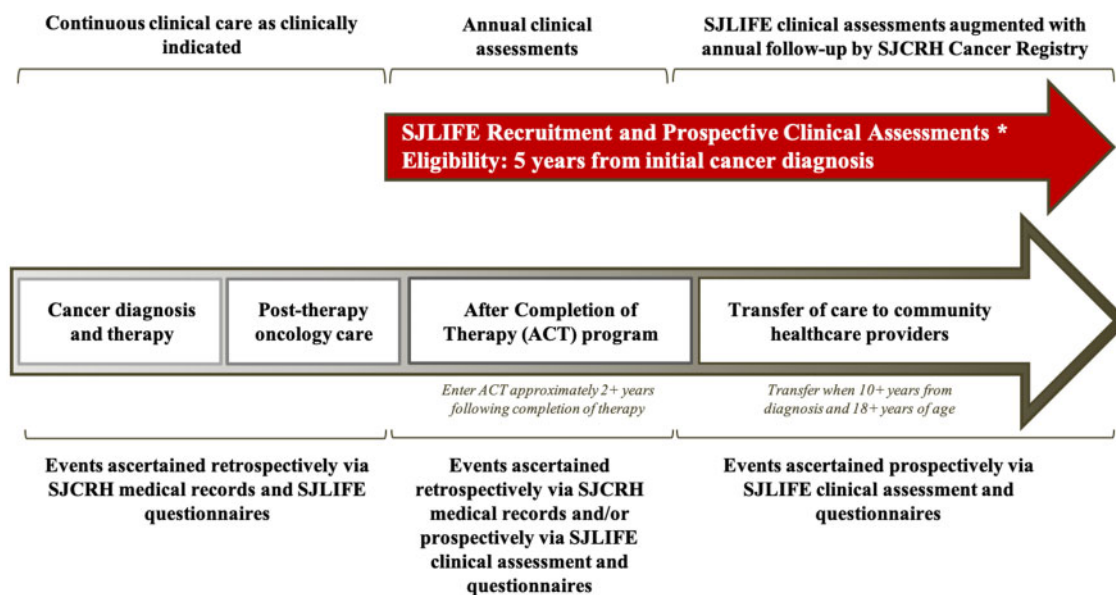 Continuous clinical care as clinically
indicated
Annual clinical
assessments
SJLIFE clinical assessments augmented with
annual follow-up by SJCRH Cancer Registry
SJLIFE Recruitment and Prospective Clinical Assessments *
Eligibility: 5 years from initial cancer diagnosis
Cancer diagnosis
and therapy
Post-therapy
oncology care
After Completion of
Therapy (ACT) program
Transfer of care to community
healthcare providers
Enter ACT approximately 2+ years
following completion of therapy
Transfer when 10+ years from
diagnosis and 18+ years of age
Events ascertained retrospectively via
SJCRH medical records and SJLIFE
questionnaires
Events ascertained
retrospectively via SJCRH
medical records and/or
prospectively via SJLIFE
clinical assessment and
questionnaires
Events ascertained prospectively via
SJLIFE clinical assessment and
questionnaires